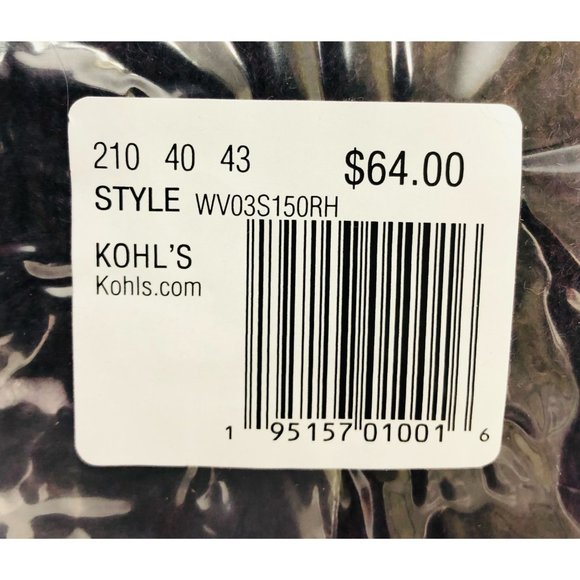 210 40 43 $64.00
STYLE WV03S150RH
KOHL'S
Kohls.com
1 95157 01001 6